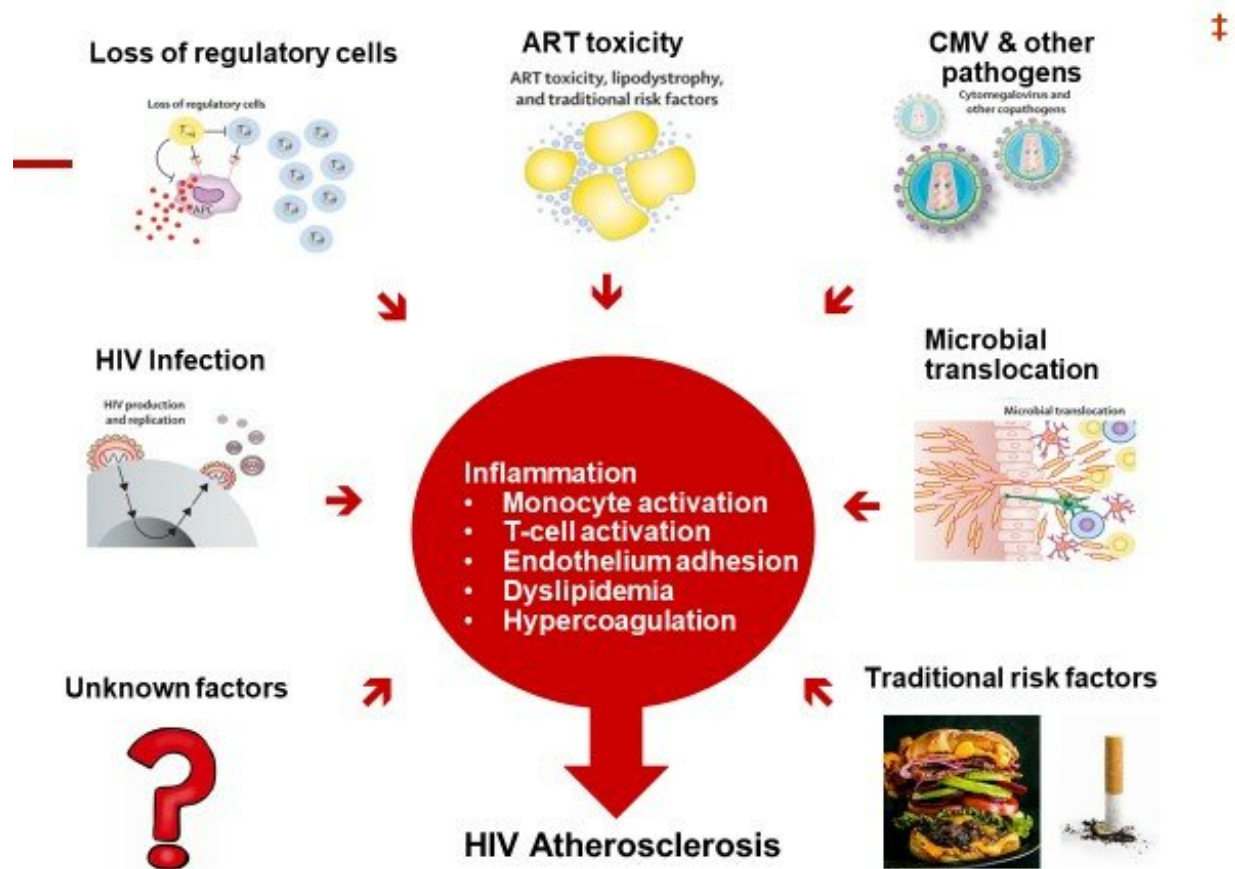 ‡
Loss of regulatory cells
Loss of regulatory cells
APC
ART toxicity
ART toxicity, lipodystrophy,
and traditional risk factors
CMV & other
pathogens
Cytomegalovirus and
other copathogens
HIV Infection
HIV production
and replication
Microbial
translocation
Microbial translocation
Inflammation
• Monocyte activation
• T-cell activation
• Endothelium adhesion
• Dyslipidemia
• Hypercoagulation
Unknown factors
?
Traditional risk factors
HIV Atherosclerosis